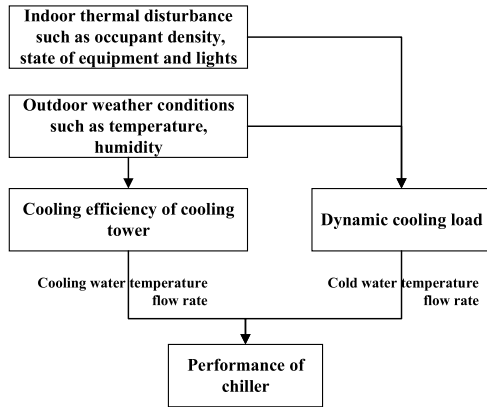 Indoor thermal disturbance
such as occupant density,
state of equipment and lights
Outdoor weather conditions
such as temperature,
humidity
Cooling efficiency of cooling
tower
Dynamic cooling load
Cooling water temperature
flow rate
Cold water temperature
flow rate
Performance of
chiller